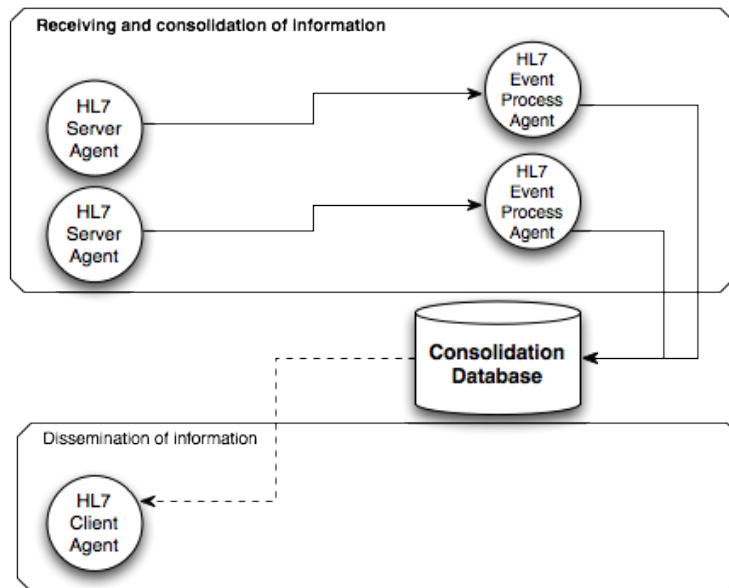 Receiving and consolidation of information
HL7
Server
Agent
HL7
Event
Process
Agent
HL7
Server
Agent
HL7
Event
Process
Agent
Consolidation
Database
Dissemination of information
HL7
Client
Agent